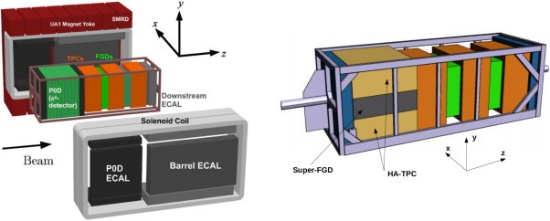 SMRD
UA1 Magnet Yoke
TPCs
FGDs
P0D
(π⁰-
detector)
Downstream
ECAL
y
x
z
Solenoid Coil
Beam
P0D
ECAL
Barrel ECAL
Super-FGD
HA-TPC
y
x
z